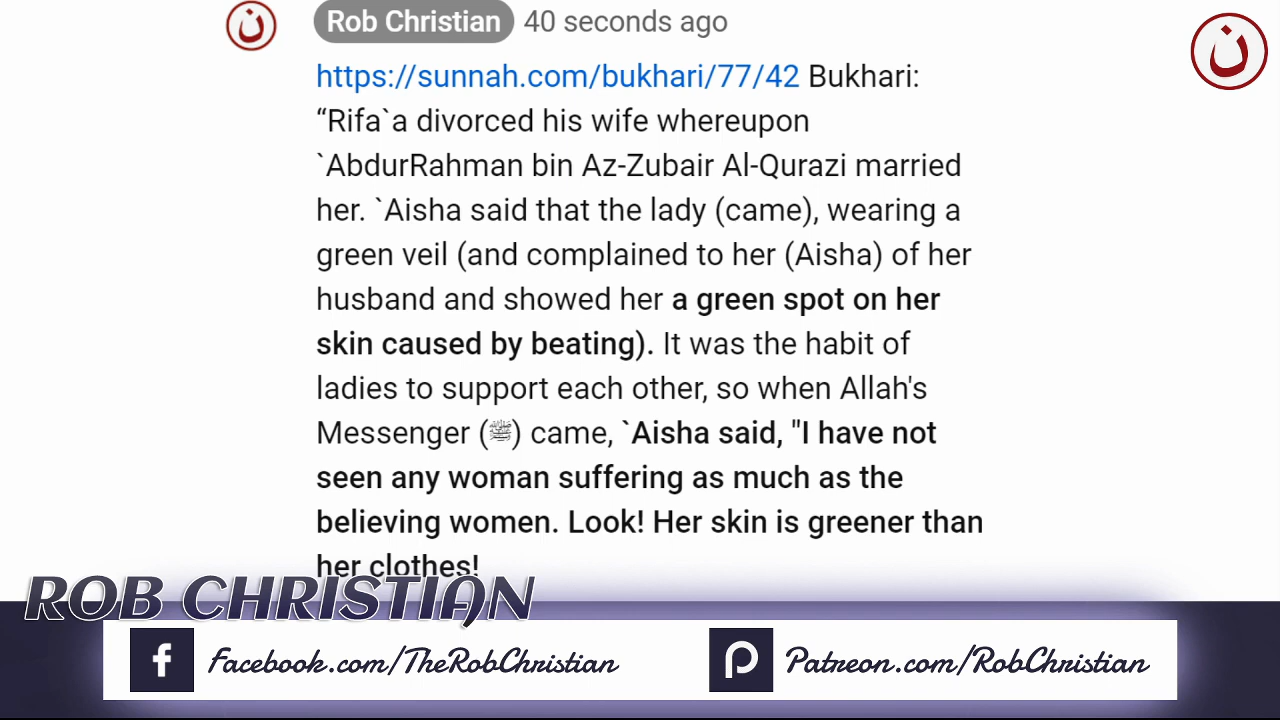 Rob Christian 40 seconds ago
https://sunnah.com/bukhari/77/42 Bukhari:
“Rifa`a divorced his wife whereupon
`AbdurRahman bin Az-Zubair Al-Qurazi married
her. `Aisha said that the lady (came), wearing a
green veil (and complained to her (Aisha) of her
husband and showed her a green spot on her
skin caused by beating). It was the habit of
ladies to support each other, so when Allah's
Messenger (ﷺ) came, `Aisha said, "I have not
seen any woman suffering as much as the
believing women. Look! Her skin is greener than
her clothes!
ROB CHRISTIAN
Facebook.com/TheRobChristian
Patreon.com/RobChristian
ن
ن